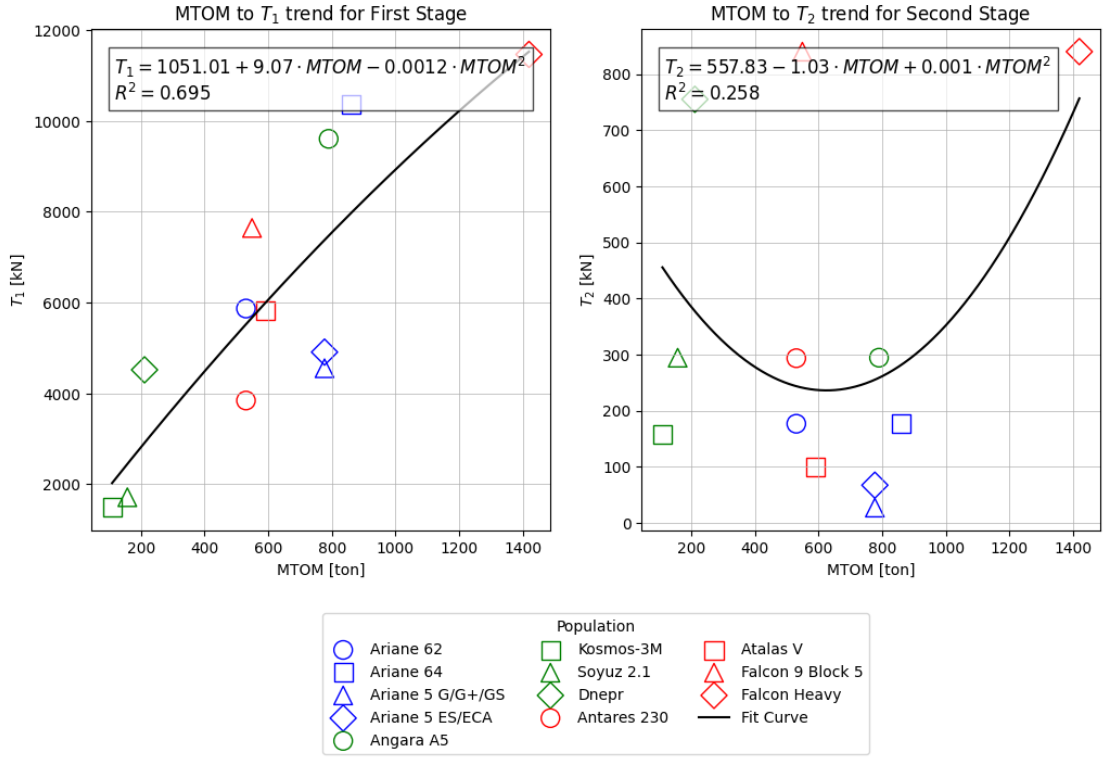 MTOM to T₁ trend for First Stage
T₁ = 1051.01 + 9.07 · MTOM − 0.0012 · MTOM²
R² = 0.695
12000
10000
8000
6000
4000
2000
T₁ [kN]
200 400 600 800 1000 1200 1400
MTOM [ton]
MTOM to T₂ trend for Second Stage
T₂ = 557.83 − 1.03 · MTOM + 0.001 · MTOM²
R² = 0.258
800
700
600
500
400
300
200
100
0
T₂ [kN]
200 400 600 800 1000 1200 1400
MTOM [ton]
Population
Ariane 62
Ariane 64
Ariane 5 G/G+/GS
Ariane 5 ES/ECA
Angara A5
Kosmos-3M
Soyuz 2.1
Dnepr
Antares 230
Atalas V
Falcon 9 Block 5
Falcon Heavy
Fit Curve